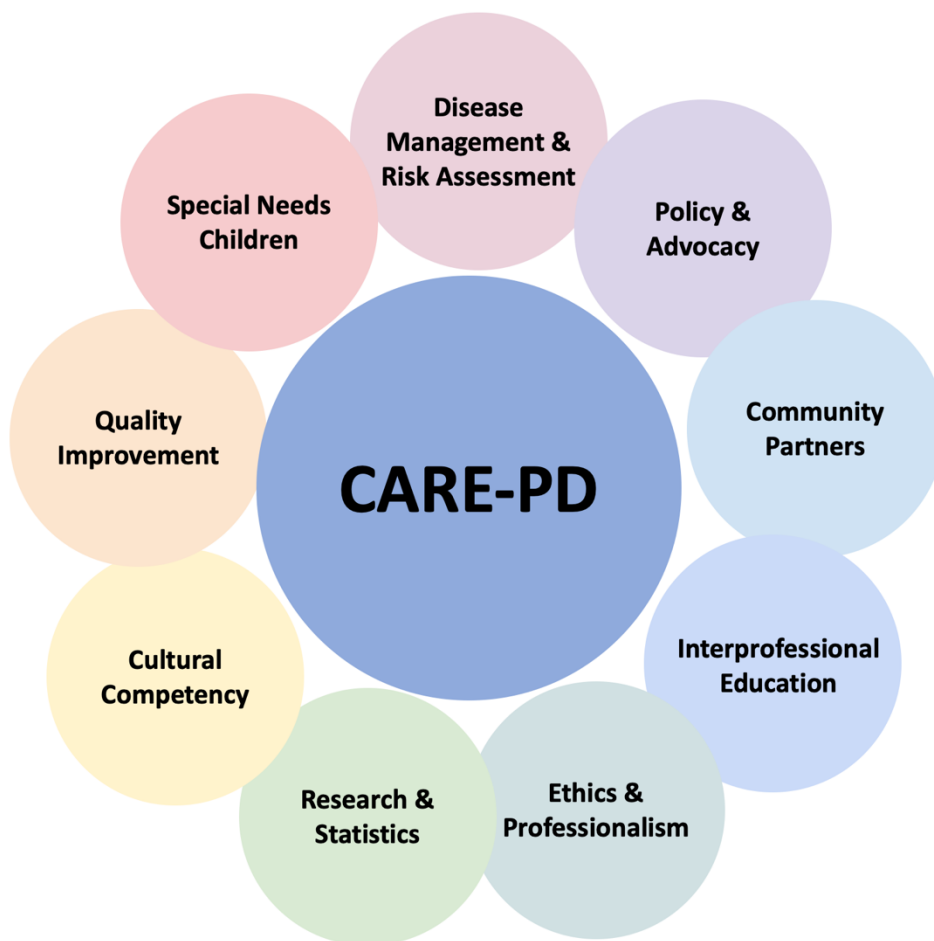 Disease
Management &
Risk Assessment
Policy &
Advocacy
Community
Partners
Interprofessional
Education
Ethics &
Professionalism
Research &
Statistics
Cultural
Competency
Quality
Improvement
Special Needs
Children
CARE-PD